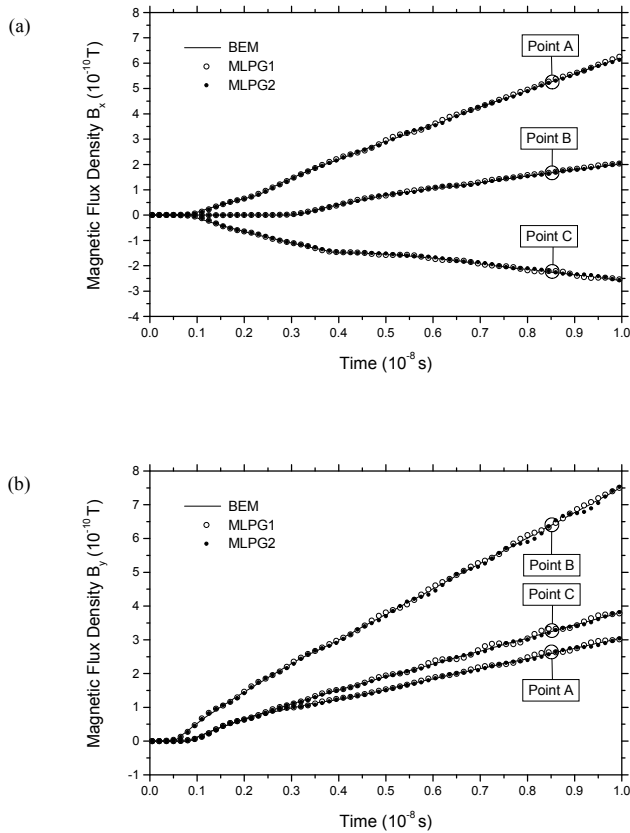 (a)
8
7
6
5
4
3
2
1
0
-1
-2
-3
-4
Magnetic Flux Density Bx (10-10 T)
BEM
MLPG1
MLPG2
Point A
Point B
Point C
0.0 0.1 0.2 0.3 0.4 0.5 0.6 0.7 0.8 0.9 1.0
Time (10-8 s)
(b)
8
7
6
5
4
3
2
1
0
-1
Magnetic Flux Density By (10-10 T)
BEM
MLPG1
MLPG2
Point B
Point C
Point A
0.0 0.1 0.2 0.3 0.4 0.5 0.6 0.7 0.8 0.9 1.0
Time (10-8 s)